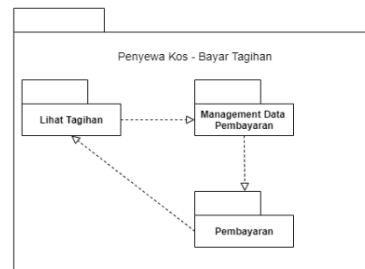 Penyewa Kos - Bayar Tagihan
Lihat Tagihan
Management Data
Pembayaran
Pembayaran